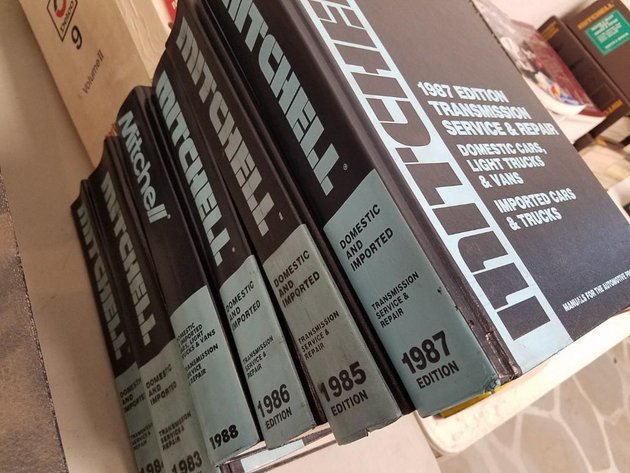 9
Volume II
MITCHELL
MITCHELL
DOMESTIC
AND
IMPORTED
TRANSMISSION
SERVICE &
REPAIR
1983
Mitchell
DOMESTIC
TRANSMISSION
1988
MITCHELL
DOMESTIC
AND
IMPORTED
TRANSMISSION
SERVICE &
REPAIR
1986
EDITION
MITCHELL
DOMESTIC
AND
IMPORTED
TRANSMISSION
SERVICE &
REPAIR
1985
EDITION
MITCHELL®
DOMESTIC
AND
IMPORTED
TRANSMISSION
SERVICE &
REPAIR
1987
EDITION
1987 EDITION
TRANSMISSION
SERVICE & REPAIR
DOMESTIC CARS,
LIGHT TRUCKS
& VANS
IMPORTED CARS
& TRUCKS
MANUALS FOR THE AUTOMOTIVE
MITCHELL